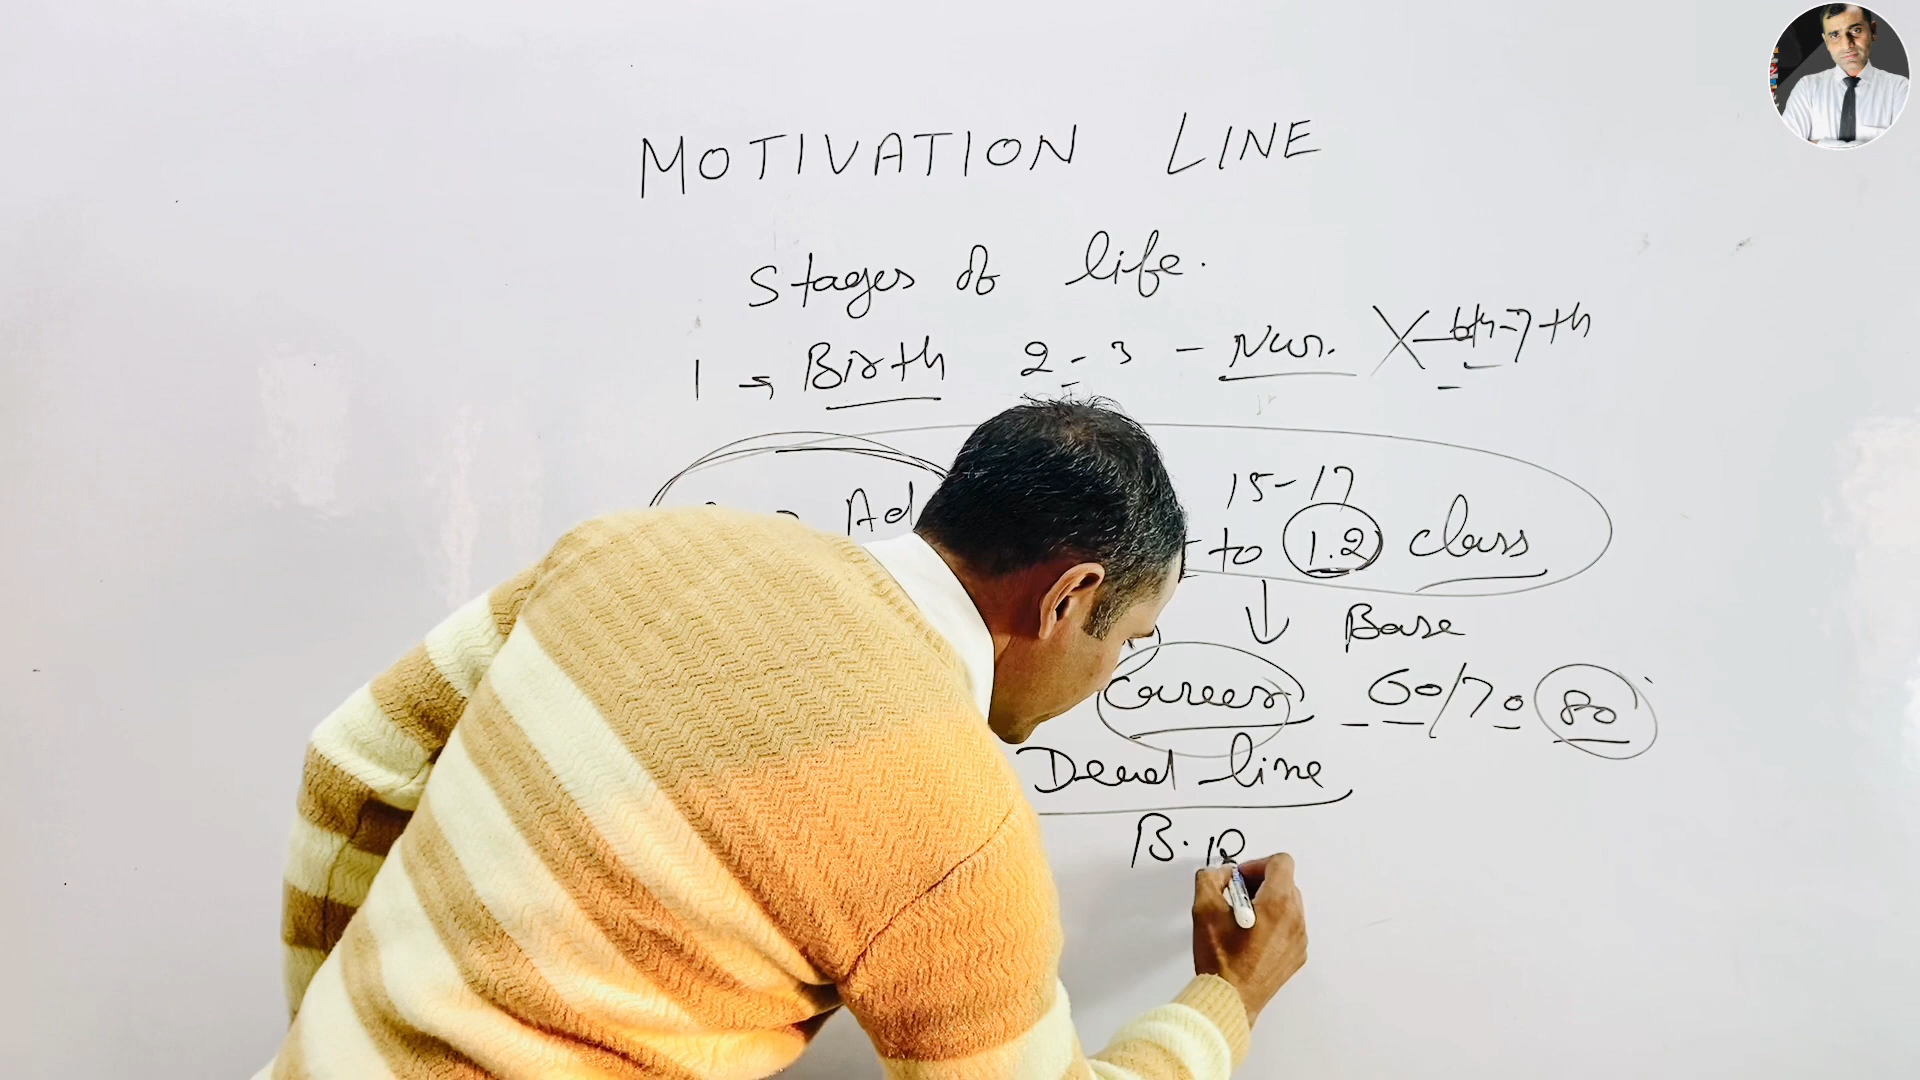 MOTIVATION LINE
Stages of life.
1 → Birth 2-3 - Nur. X 6th-7th
Ad
15-17
to 1.2 class
↓ Base
Career - 60/70 80
Dead line
B.